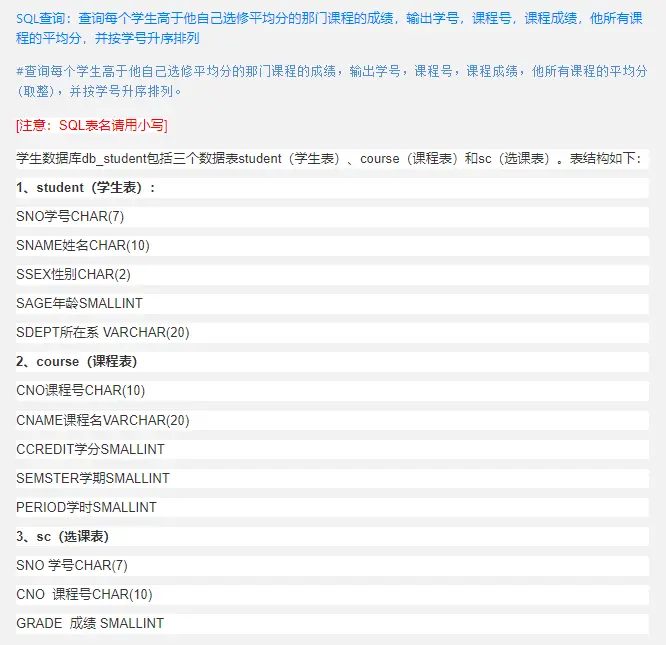 SQL查询：查询每个学生高于他自己选修平均分的那门课程的成绩，输出学号，课程号，课程成绩，他所有课
程的平均分，并按学号升序排列
#查询每个学生高于他自己选修平均分的那门课程的成绩，输出学号，课程号，课程成绩，他所有课程的平均分
(取整)，并按学号升序排列。
[注意：SQL表名请用小写]
学生数据库db_student包括三个数据表student（学生表）、course（课程表）和sc（选课表）。表结构如下：
1、student（学生表）：
SNO学号CHAR(7)
SNAME姓名CHAR(10)
SSEX性别CHAR(2)
SAGE年龄SMALLINT
SDEPT所在系 VARCHAR(20)
2、course（课程表）
CNO课程号CHAR(10)
CNAME课程名VARCHAR(20)
CCREDIT学分SMALLINT
SEMSTER学期SMALLINT
PERIOD学时SMALLINT
3、sc（选课表）
SNO 学号CHAR(7)
CNO  课程号CHAR(10)
GRADE  成绩 SMALLINT